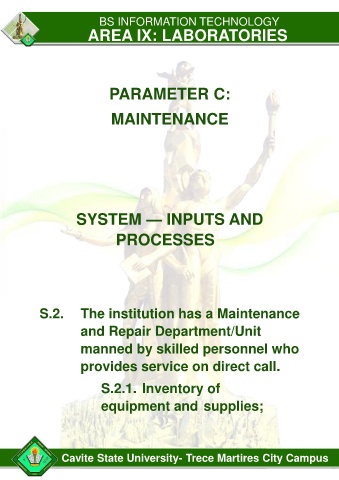 BS INFORMATION TECHNOLOGY
AREA IX: LABORATORIES
PARAMETER C:
MAINTENANCE
SYSTEM — INPUTS AND
PROCESSES
S.2. The institution has a Maintenance
and Repair Department/Unit
manned by skilled personnel who
provides service on direct call.
S.2.1. Inventory of
equipment and supplies;
Cavite State University- Trece Martires City Campus